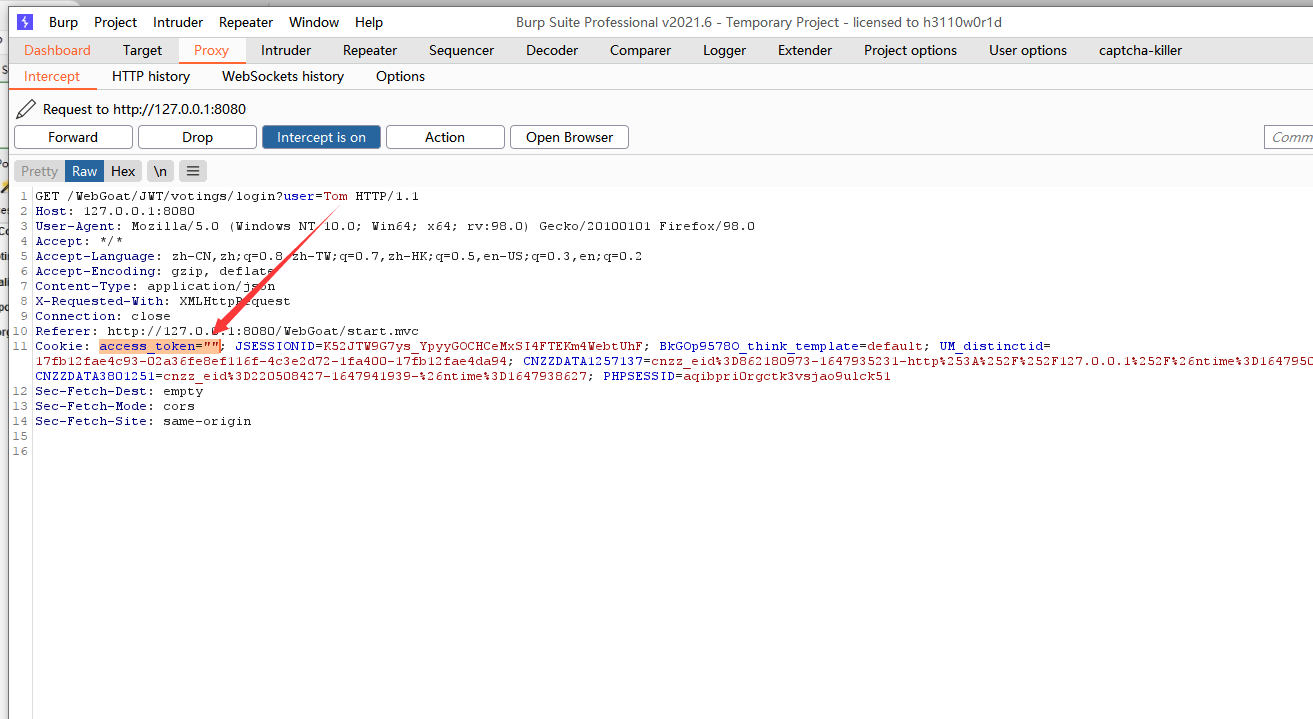 Burp Project Intruder Repeater Window Help Burp Suite Professional v2021.6 - Temporary Project - licensed to h3110w0r1d
Dashboard Target Proxy Intruder Repeater Sequencer Decoder Comparer Logger Extender Project options User options captcha-killer
Intercept HTTP history WebSockets history Options
Request to http://127.0.0.1:8080
Forward Drop Intercept is on Action Open Browser Comm
Pretty Raw Hex \n
1 GET /WebGoat/JWT/votings/login?user=Tom HTTP/1.1
2 Host: 127.0.0.1:8080
3 User-Agent: Mozilla/5.0 (Windows NT 10.0; Win64; x64; rv:98.0) Gecko/20100101 Firefox/98.0
4 Accept: */*
5 Accept-Language: zh-CN,zh;q=0.8,zh-TW;q=0.7,zh-HK;q=0.5,en-US;q=0.3,en;q=0.2
6 Accept-Encoding: gzip, deflate
7 Content-Type: application/json
8 X-Requested-With: XMLHttpRequest
9 Connection: close
10 Referer: http://127.0.0.1:8080/WebGoat/start.mvc
11 Cookie: access_token=""; JSESSIONID=K52JTW9G7ys_YpyyGOCHCeMxSI4FTEKm4WebtUhF; BkGOp9578O_think_template=default; UM_distinctid=
17fb12fae4c93-02a36fe8ef116f-4c3e2d72-1fa400-17fb12fae4da94; CNZZDATA1257137=cnzz_eid%3D862180973-1647935231-http%253A%252F%252F127.0.0.1%252F%26ntime%3D1647950
CNZZDATA3801251=cnzz_eid%3D220508427-1647941939-%26ntime%3D1647938627; PHPSESSID=aqibpri0rgctk3vsjao9ulck51
12 Sec-Fetch-Dest: empty
13 Sec-Fetch-Mode: cors
14 Sec-Fetch-Site: same-origin
15
16